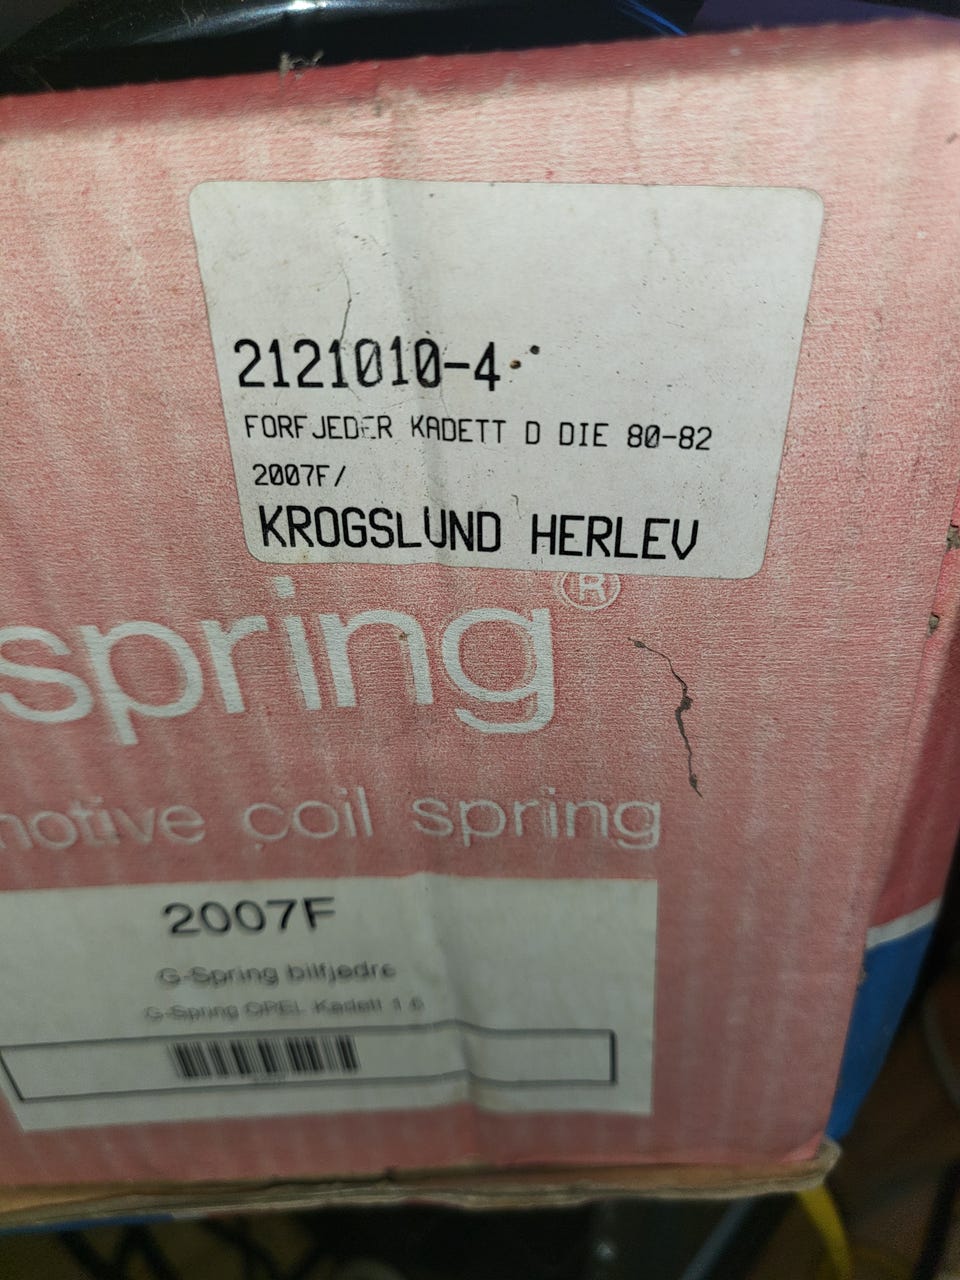 2121010-4
FORFJEDER KADETT D DIE 80-82
2007F/
KROGSLUND HERLEV
spring®
motive coil spring
2007F
G-Spring bilfjedre
G-Spring OPEL Kadett 1.6